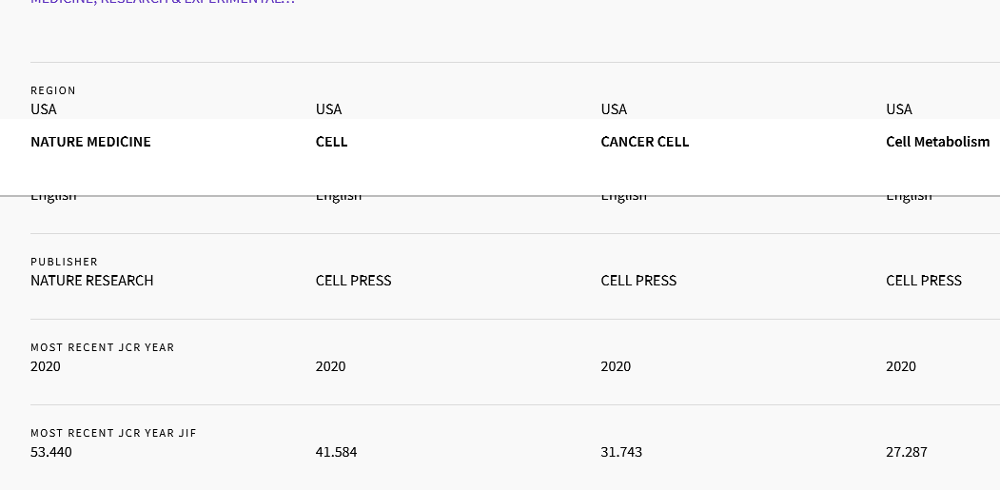 MEDICINE, RESEARCH & EXPERIMENTAL...
REGION
USA USA USA USA
NATURE MEDICINE CELL CANCER CELL Cell Metabolism
English English English English
PUBLISHER
NATURE RESEARCH CELL PRESS CELL PRESS CELL PRESS
MOST RECENT JCR YEAR
2020 2020 2020 2020
MOST RECENT JCR YEAR JIF
53.440 41.584 31.743 27.287